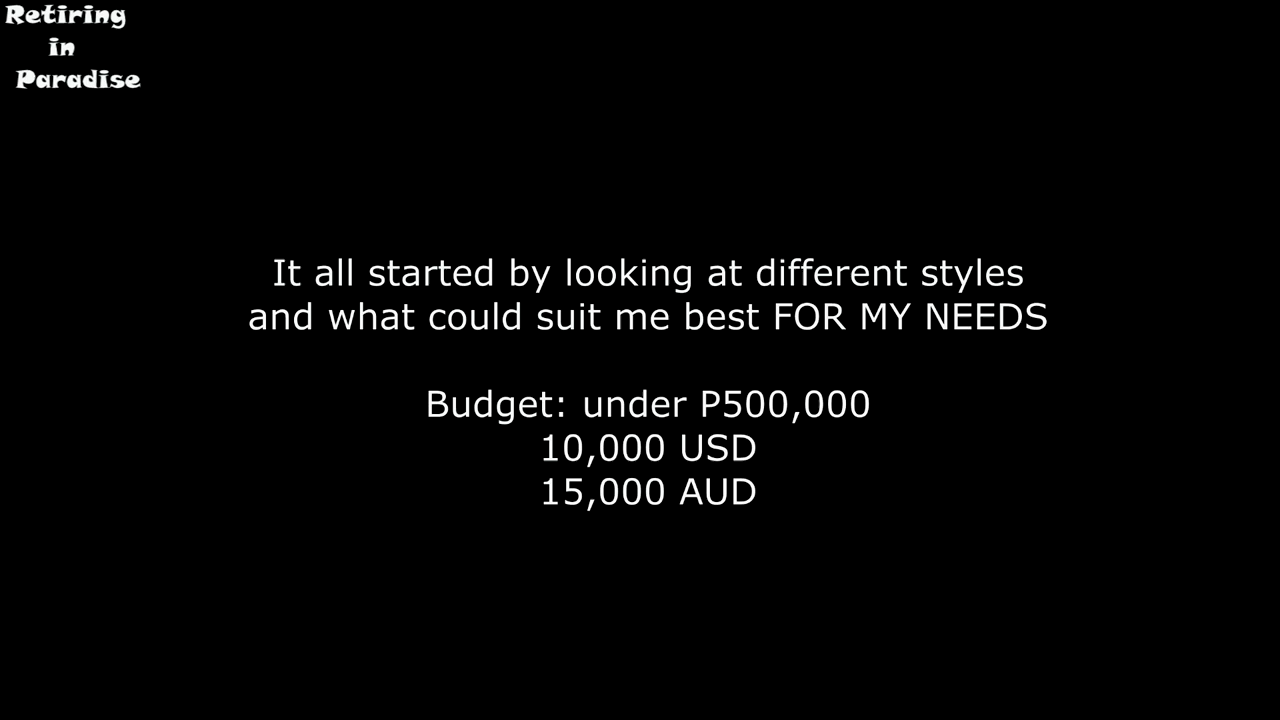 Retiring
in
Paradise
It all started by looking at different styles
and what could suit me best FOR MY NEEDS
Budget: under P500,000
10,000 USD
15,000 AUD